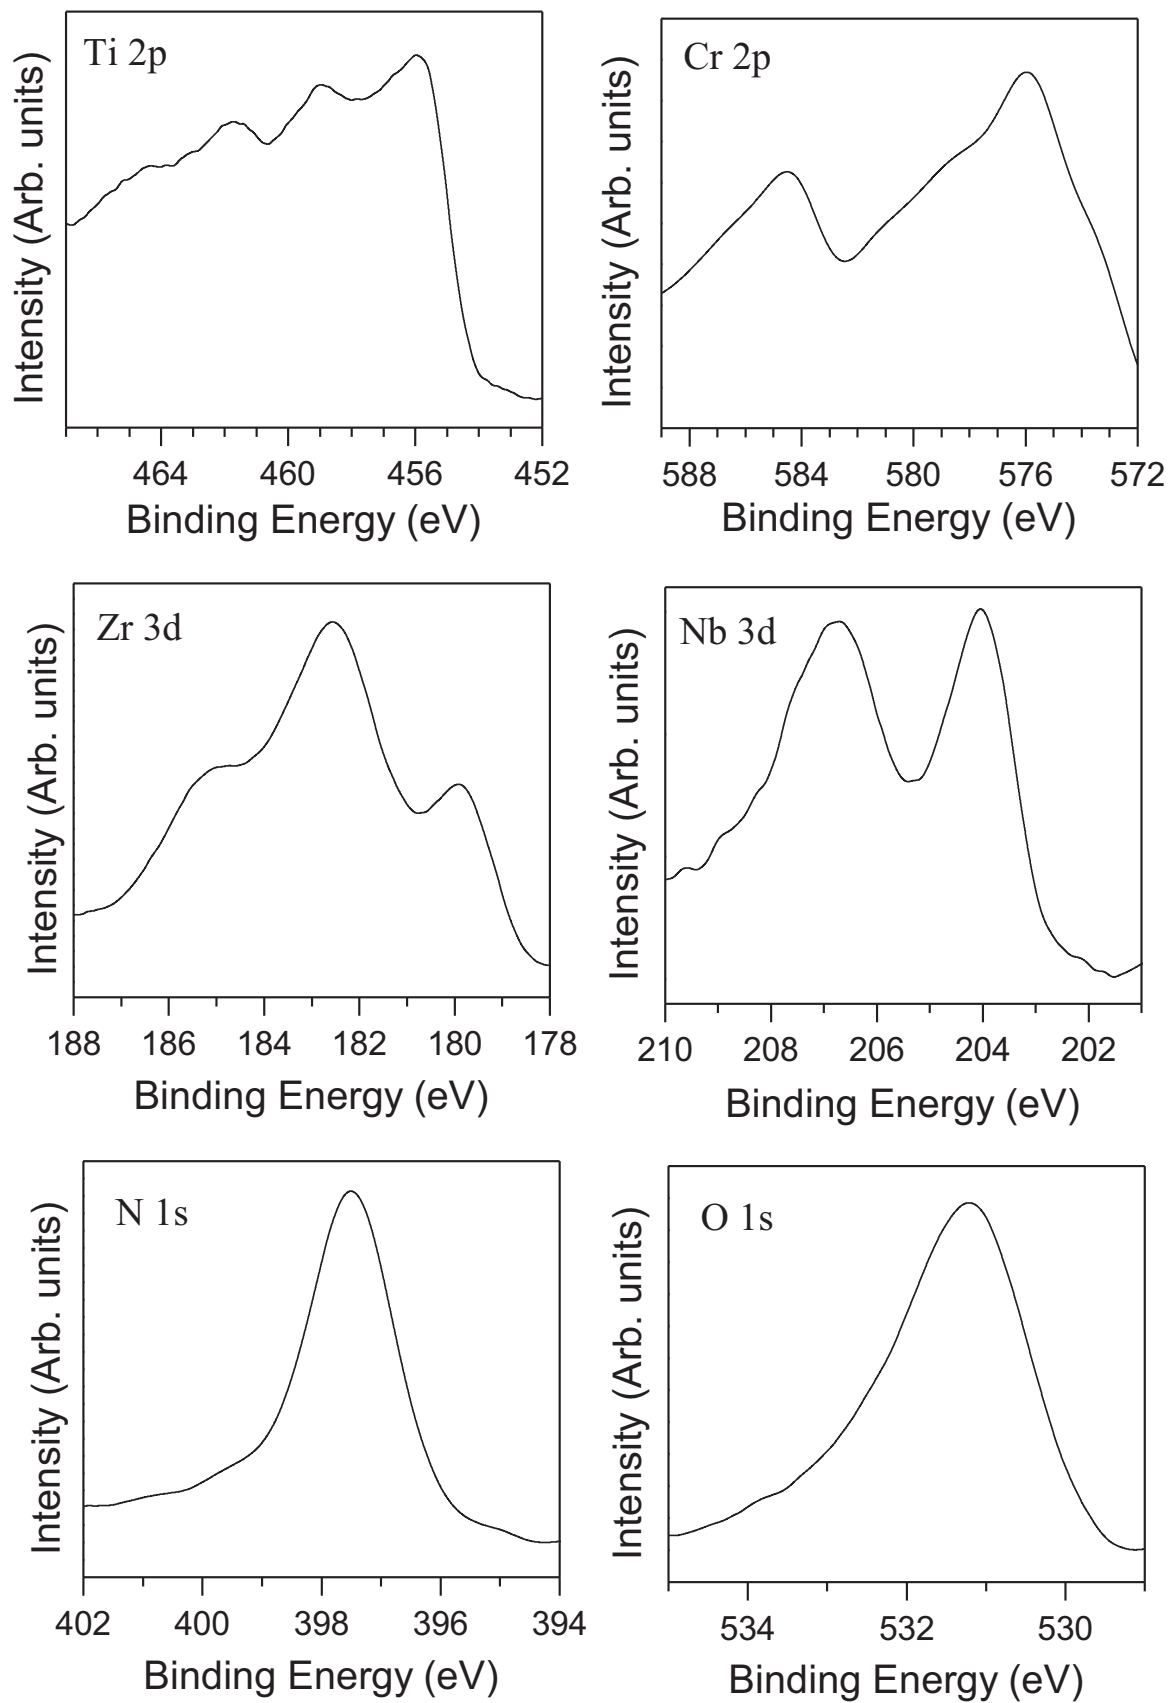 Ti 2p
Intensity (Arb. units)
464 460 456 452
Binding Energy (eV)
Cr 2p
Intensity (Arb. units)
588 584 580 576 572
Binding Energy (eV)
Zr 3d
Intensity (Arb. units)
188 186 184 182 180 178
Binding Energy (eV)
Nb 3d
Intensity (Arb. units)
210 208 206 204 202
Binding Energy (eV)
N 1s
Intensity (Arb. units)
402 400 398 396 394
Binding Energy (eV)
O 1s
Intensity (Arb. units)
534 532 530
Binding Energy (eV)